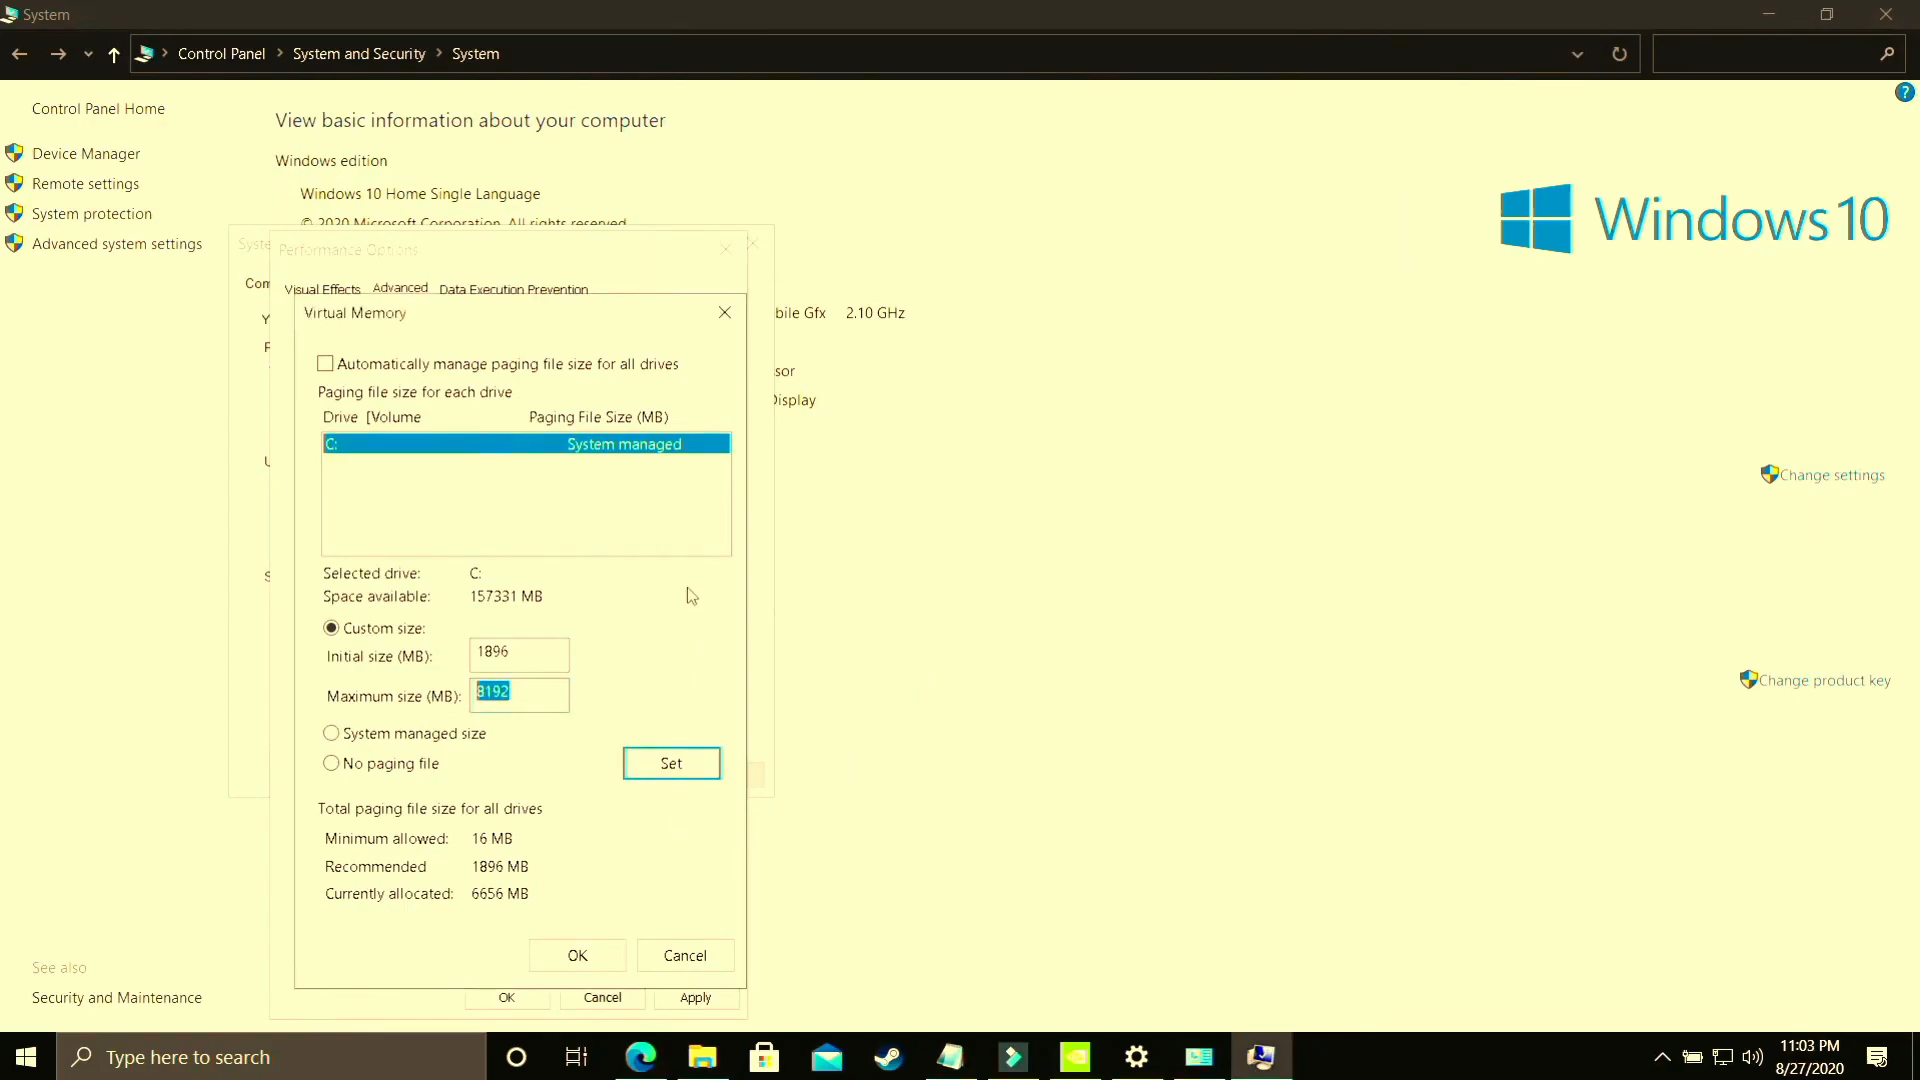 System
Control Panel > System and Security > System
Control Panel Home
Device Manager
Remote settings
System protection
Advanced system settings
View basic information about your computer
Windows edition
Windows 10 Home Single Language
© 2020 Microsoft Corporation. All rights reserved.
Windows 10
Performance Options
Visual Effects Advanced Data Execution Prevention
Virtual Memory
2.10 GHz
Automatically manage paging file size for all drives
Paging file size for each drive
Drive [Volume Paging File Size (MB)
C: System managed
Selected drive: C:
Space available: 157331 MB
Custom size:
Initial size (MB): 1896
Maximum size (MB): 8192
System managed size
No paging file
Set
Total paging file size for all drives
Minimum allowed: 16 MB
Recommended 1896 MB
Currently allocated: 6656 MB
OK Cancel
OK Cancel Apply
Change settings
Change product key
See also
Security and Maintenance
Type here to search
11:03 PM
8/27/2020